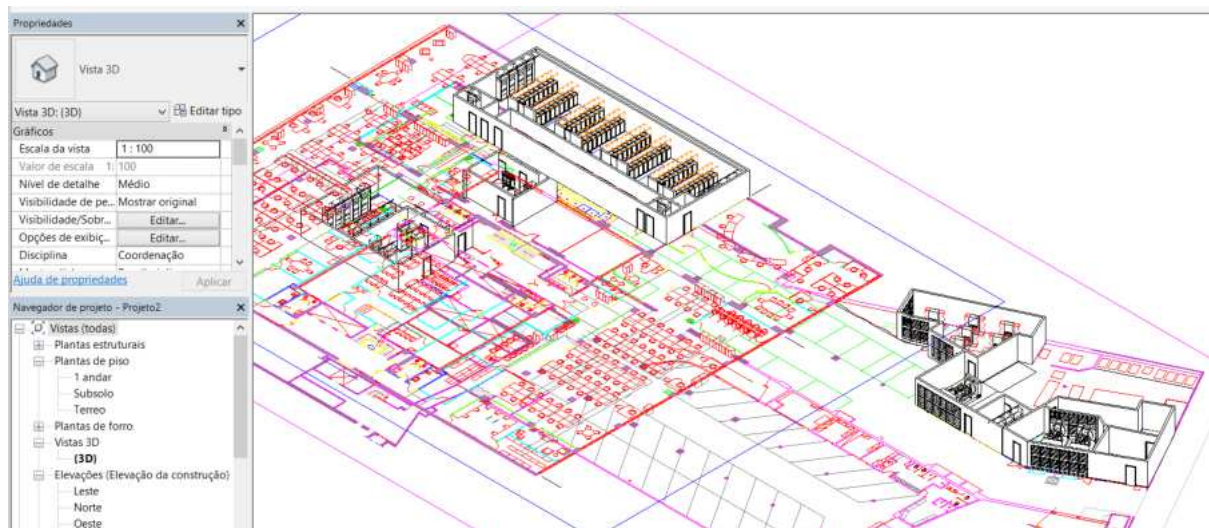 Propriedades
Vista 3D
Vista 3D: (3D)
Editar tipo
Gráficos
Escala da vista 1 : 100
Valor de escala 1: 100
Nível de detalhe Médio
Visibilidade de pe... Mostrar original
Visibilidade/Sobr... Editar...
Opções de exibiç... Editar...
Disciplina Coordenação
Ajuda de propriedades Aplicar
Navegador de projeto - Projeto2
Vistas (todas)
Plantas estruturais
Plantas de piso
1 andar
Subsolo
Terreo
Plantas de forro
Vistas 3D
(3D)
Elevações (Elevação da construção)
Leste
Norte
Oeste